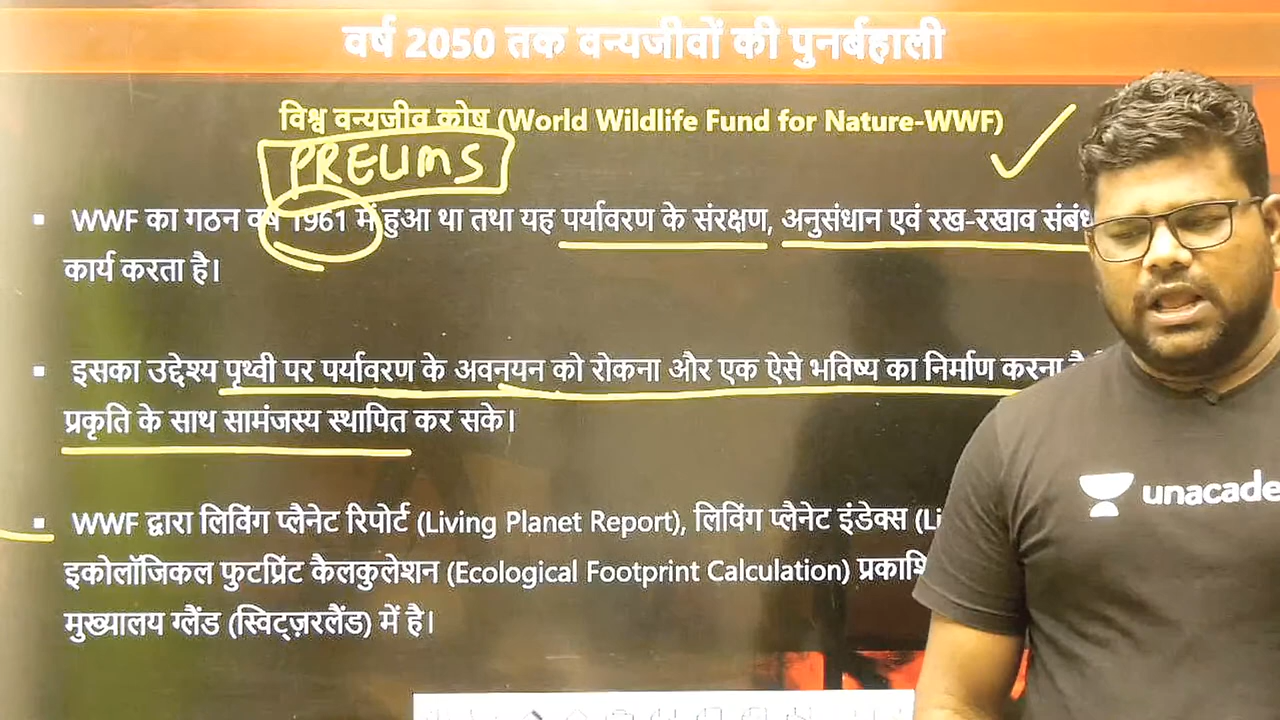 वर्ष 2050 तक वन्यजीवों की पुनर्बहाली
विश्व वन्यजीव कोष (World Wildlife Fund for Nature-WWF)
PRELIMS
WWF का गठन वर्ष 1961 में हुआ था तथा यह पर्यावरण के संरक्षण, अनुसंधान एवं रख-रखाव
कार्य करता है।
इसका उद्देश्य पृथ्वी पर पर्यावरण के अवनयन को रोकना और एक ऐसे भविष्य का निर्माण करना
प्रकृति के साथ सामंजस्य स्थापित कर सके।
WWF द्वारा लिविंग प्लैनेट रिपोर्ट (Living Planet Report), लिविंग प्लैनेट इंडेक्स
इकोलॉजिकल फुटप्रिंट कैलकुलेशन (Ecological Footprint Calculation)
मुख्यालय ग्लैंड (स्विट्ज़रलैंड) में है।
unacade